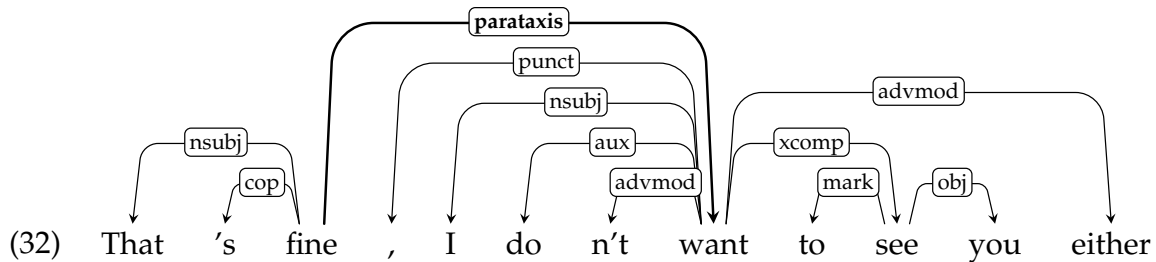 parataxis
punct
advmod
nsubj
nsubj aux xcomp
cop advmod mark obj
(32) That 's fine , I do n't want to see you either